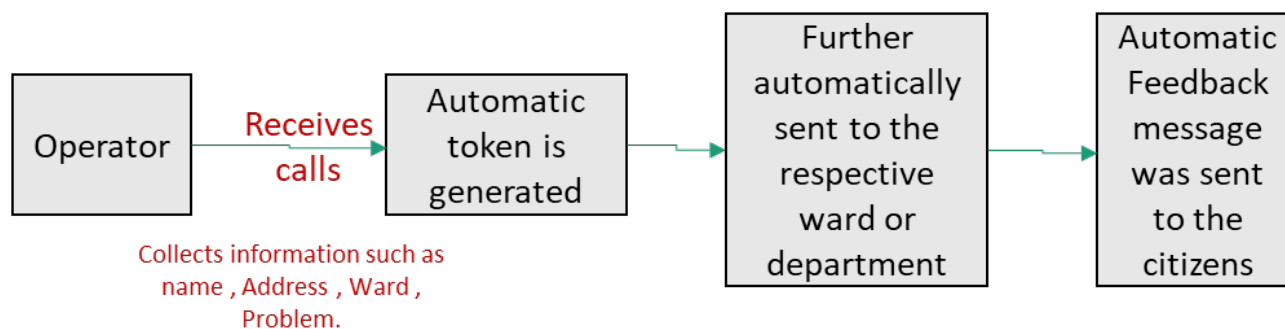 Operator
Receives
calls
Collects information such as
name , Address , Ward ,
Problem.
Automatic
token is
generated
Further
automatically
sent to the
respective
ward or
department
Automatic
Feedback
message
was sent
to the
citizens